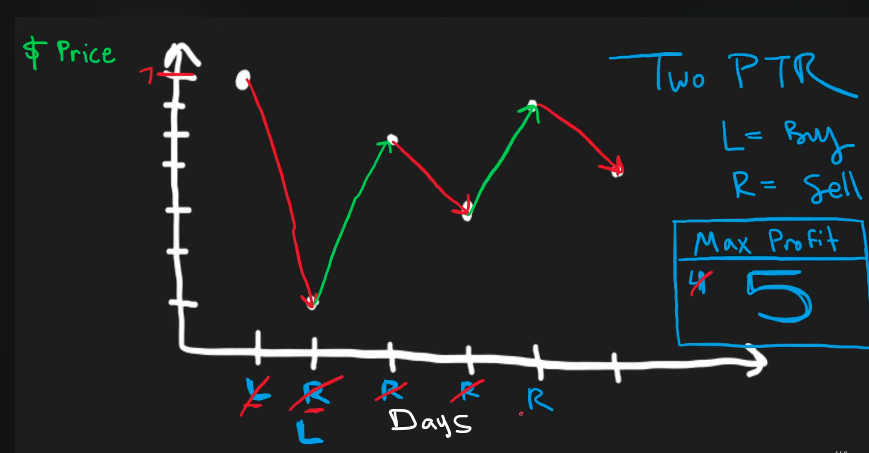 $ Price
Two PTR
7
L= Buy
R= Sell
Max Profit
4 5
L R R R R
L
Days